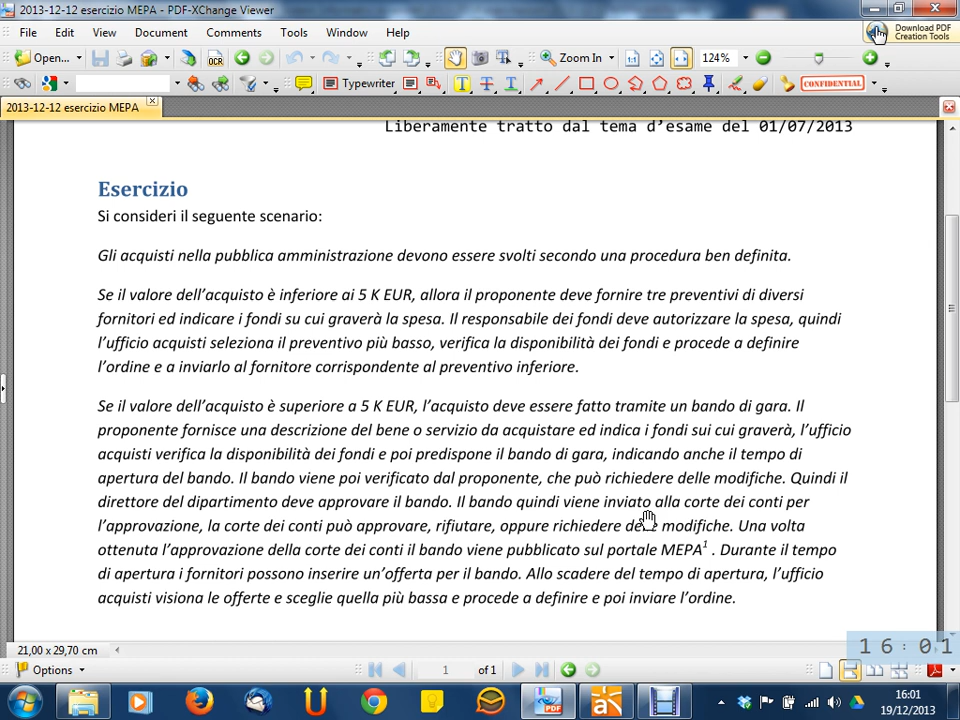 2013-12-12 esercizio MEPA - PDF-XChange Viewer
File Edit View Document Comments Tools Window Help
Download PDF
Creation Tools
Open... OCR Zoom In 124%
Typewriter CONFIDENTIAL
2013-12-12 esercizio MEPA
Liberamente tratto dal tema d’esame del 01/07/2013
Esercizio
Si consideri il seguente scenario:
Gli acquisti nella pubblica amministrazione devono essere svolti secondo una procedura ben definita.
Se il valore dell’acquisto è inferiore ai 5 K EUR, allora il proponente deve fornire tre preventivi di diversi
fornitori ed indicare i fondi su cui graverà la spesa. Il responsabile dei fondi deve autorizzare la spesa, quindi
l’ufficio acquisti seleziona il preventivo più basso, verifica la disponibilità dei fondi e procede a definire
l’ordine e a inviarlo al fornitore corrispondente al preventivo inferiore.
Se il valore dell’acquisto è superiore a 5 K EUR, l’acquisto deve essere fatto tramite un bando di gara. Il
proponente fornisce una descrizione del bene o servizio da acquistare ed indica i fondi sui cui graverà, l’ufficio
acquisti verifica la disponibilità dei fondi e poi predispone il bando di gara, indicando anche il tempo di
apertura del bando. Il bando viene poi verificato dal proponente, che può richiedere delle modifiche. Quindi il
direttore del dipartimento deve approvare il bando. Il bando quindi viene inviato alla corte dei conti per
l’approvazione, la corte dei conti può approvare, rifiutare, oppure richiedere delle modifiche. Una volta
ottenuta l’approvazione della corte dei conti il bando viene pubblicato sul portale MEPA¹ . Durante il tempo
di apertura i fornitori possono inserire un’offerta per il bando. Allo scadere del tempo di apertura, l’ufficio
acquisti visiona le offerte e sceglie quella più bassa e procede a definire e poi inviare l’ordine.
21,00 x 29,70 cm
16:01
Options 1 of 1
PDF
16:01
19/12/2013